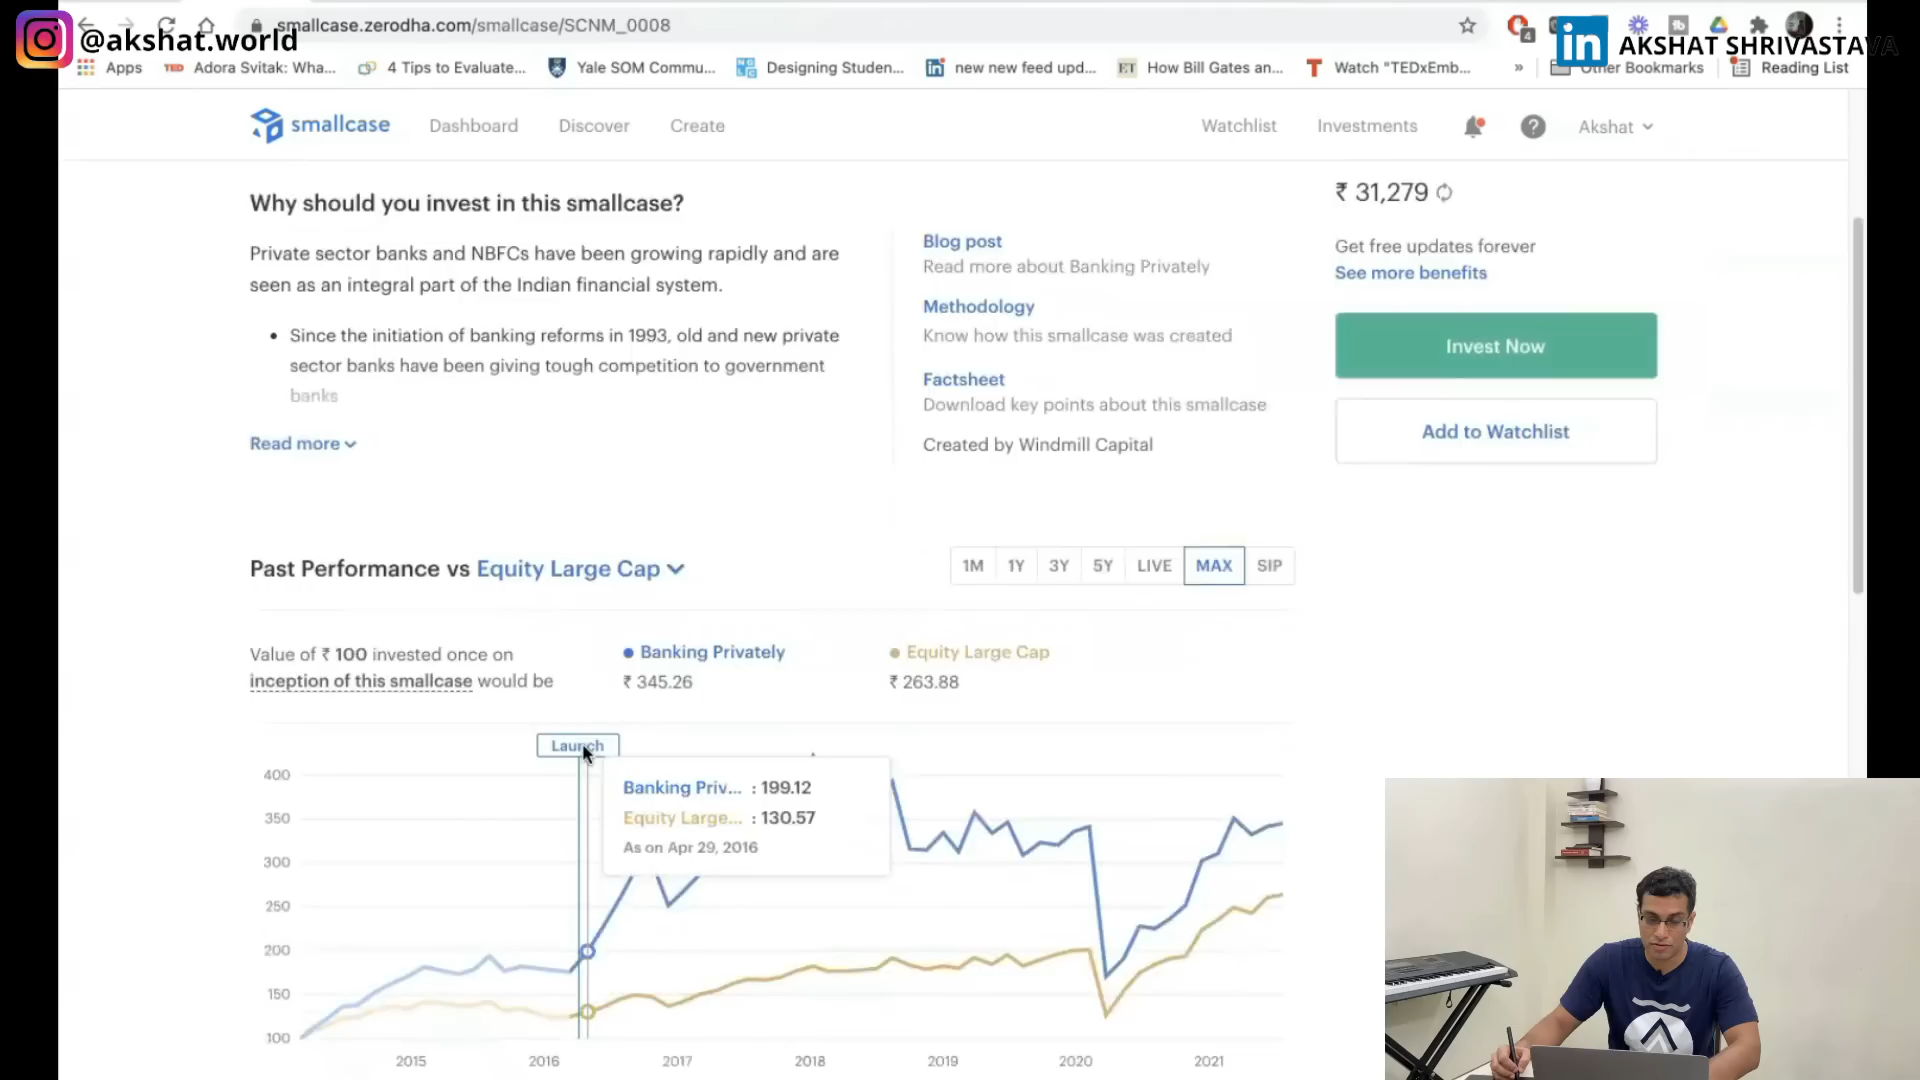 smallcase.zerodha.com/smallcase/SCNM_0008
@akshat.world
4
in AKSHAT SHRIVASTAVA
Apps
TED Adora Svitak: Wha...
4 Tips to Evaluate...
Yale SOM Commu...
Designing Studen...
in new new feed upd...
ET How Bill Gates an...
T Watch "TEDxEmb...
»
Other Bookmarks
Reading List
smallcase
Dashboard
Discover
Create
Watchlist
Investments
?
Akshat
Why should you invest in this smallcase?
Private sector banks and NBFCs have been growing rapidly and are
seen as an integral part of the Indian financial system.
• Since the initiation of banking reforms in 1993, old and new private
sector banks have been giving tough competition to government
banks
Read more
Blog post
Read more about Banking Privately
Methodology
Know how this smallcase was created
Factsheet
Download key points about this smallcase
Created by Windmill Capital
₹ 31,279
Get free updates forever
See more benefits
Invest Now
Add to Watchlist
Past Performance vs Equity Large Cap
1M 1Y 3Y 5Y LIVE MAX SIP
Value of ₹ 100 invested once on
inception of this smallcase would be
Banking Privately
₹ 345.26
Equity Large Cap
₹ 263.88
Launch
Banking Priv... : 199.12
Equity Large... : 130.57
As on Apr 29, 2016
400
350
300
250
200
150
100
2015 2016 2017 2018 2019 2020 2021